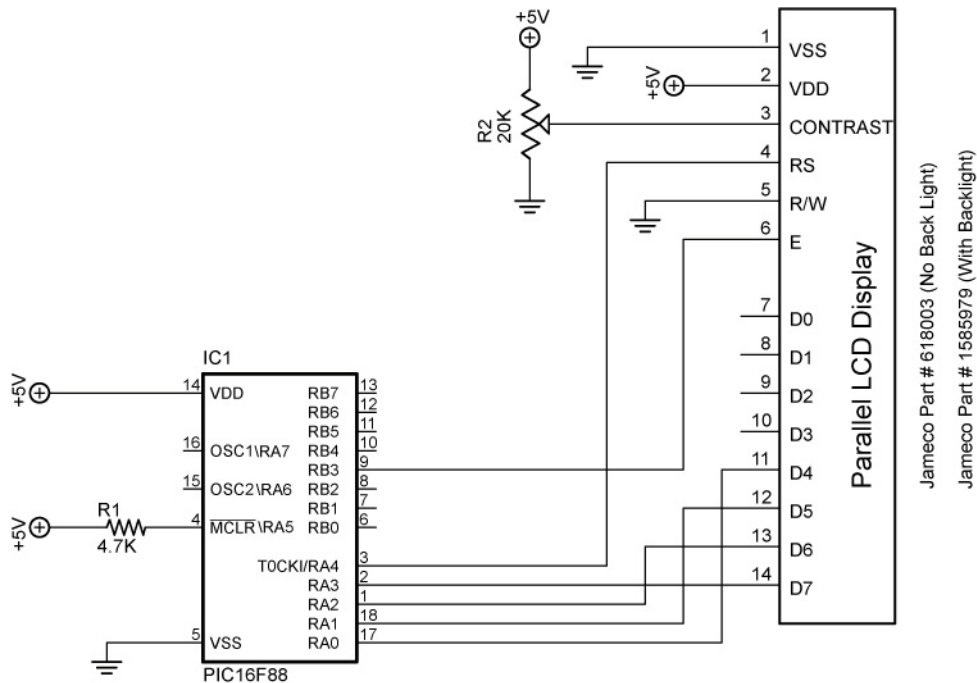 +5V
R2
20K
+5V
1
VSS
2
VDD
3
CONTRAST
4
RS
5
R/W
6
E
7
D0
8
D1
9
D2
10
D3
11
D4
12
D5
13
D6
14
D7
Parallel LCD Display
Jameco Part # 618003 (No Back Light)
Jameco Part # 1585979 (With Backlight)
IC1
+5V
14
VDD
16
OSC1\RA7
15
OSC2\RA6
+5V
R1
4.7K
4
MCLR\RA5
5
VSS
RB7
13
RB6
12
RB5
11
RB4
10
RB3
9
RB2
8
RB1
7
RB0
6
T0CKI/RA4
3
RA3
2
RA2
1
RA1
18
RA0
17
PIC16F88